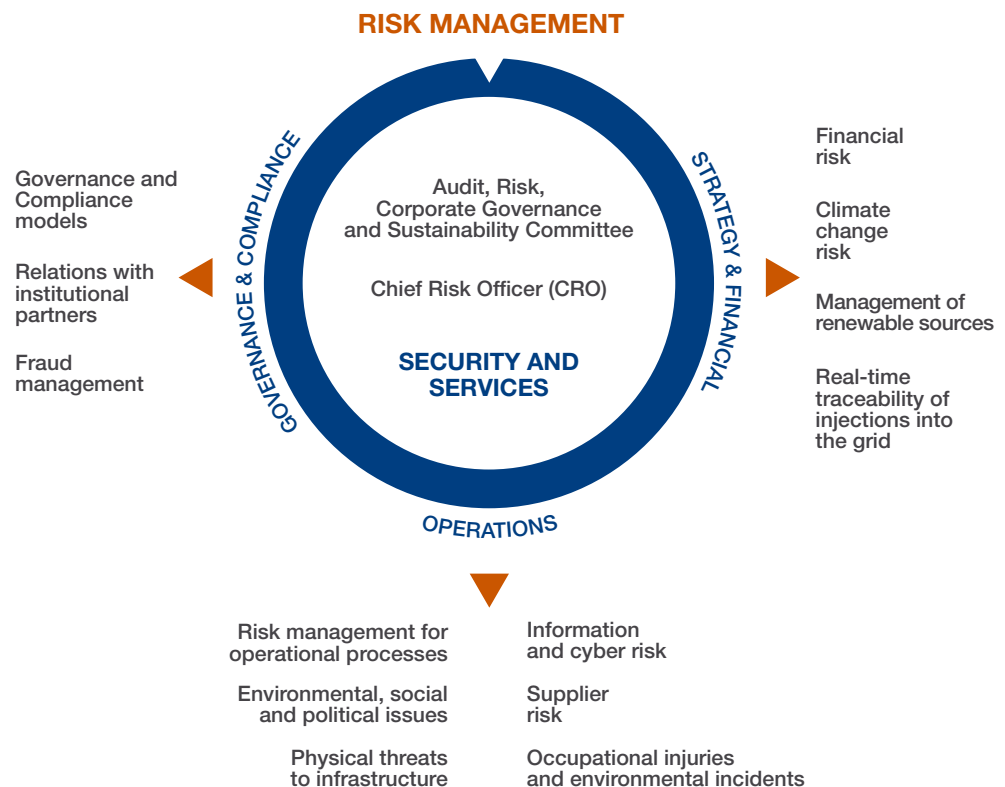 RISK MANAGEMENT
GOVERNANCE & COMPLIANCE
Governance and
Compliance
models
Relations with
institutional
partners
Fraud
management
Audit, Risk,
Corporate Governance
and Sustainability Committee
Chief Risk Officer (CRO)
SECURITY AND
SERVICES
STRATEGY & FINANCIAL
Financial
risk
Climate
change
risk
Management of
renewable sources
Real-time
traceability of
injections into
the grid
OPERATIONS
Risk management for
operational processes
Environmental, social
and political issues
Physical threats
to infrastructure
Information
and cyber risk
Supplier
risk
Occupational injuries
and environmental incidents